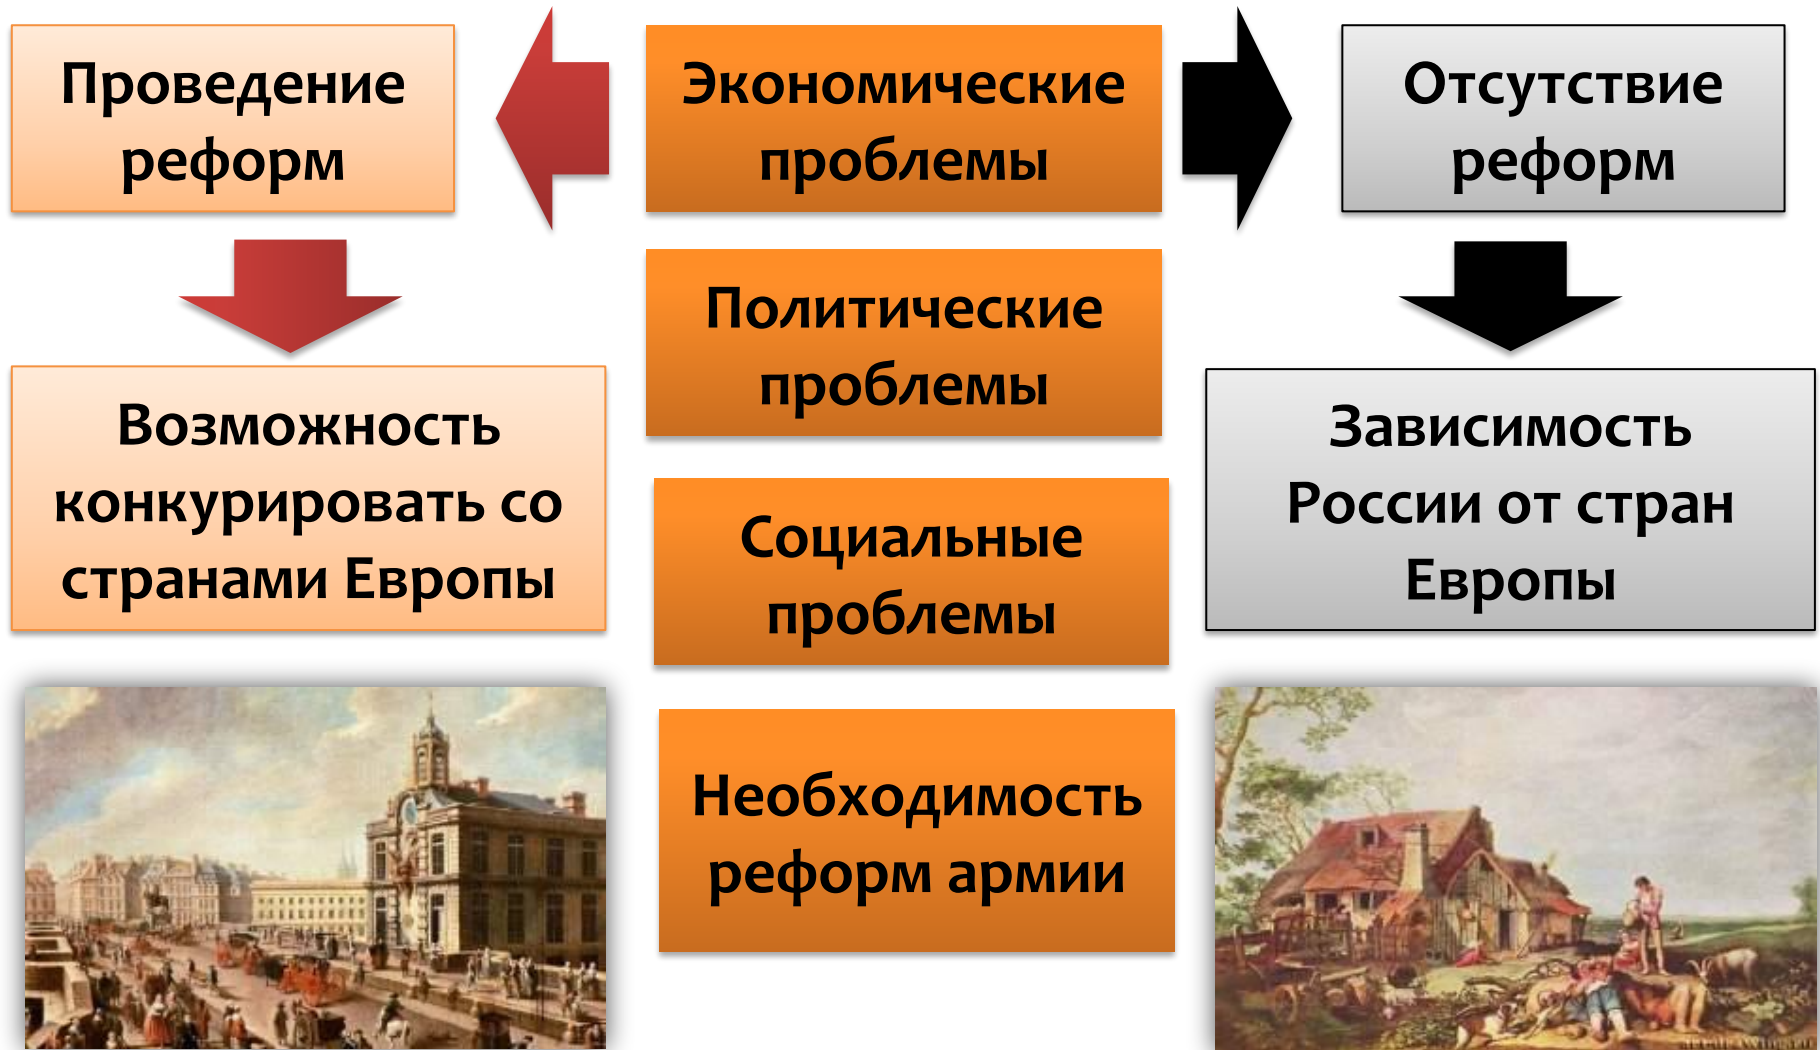 Проведение
реформ
Экономические
проблемы
Отсутствие
реформ
Политические
проблемы
Возможность
конкурировать со
странами Европы
Зависимость
России от стран
Европы
Социальные
проблемы
Необходимость
реформ армии